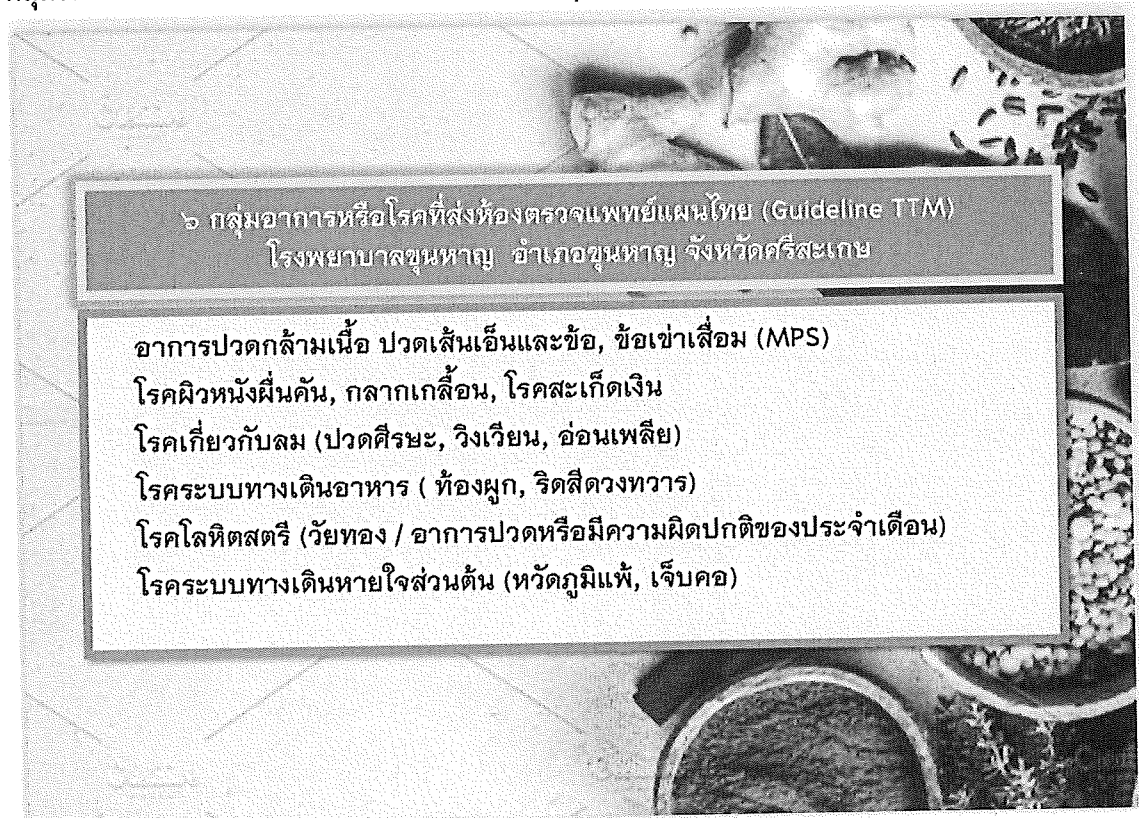 ๖ กลุ่มอาการหรือโรคที่ส่งห้องตรวจแพทย์แผนไทย (Guideline TTM)
โรงพยาบาลขุนหาญ อำเภอขุนหาญ จังหวัดศรีสะเกษ
อาการปวดกล้ามเนื้อ ปวดเส้นเอ็นและข้อ, ข้อเข่าเสื่อม (MPS)
โรคผิวหนังผื่นคัน, กลากเกลื้อน, โรคสะเก็ดเงิน
โรคเกี่ยวกับลม (ปวดศีรษะ, วิงเวียน, อ่อนเพลีย)
โรคระบบทางเดินอาหาร ( ท้องผูก, ริดสีดวงทวาร)
โรคโลหิตสตรี (วัยทอง / อาการปวดหรือมีความผิดปกติของประจำเดือน)
โรคระบบทางเดินหายใจส่วนต้น (หวัดภูมิแพ้, เจ็บคอ)